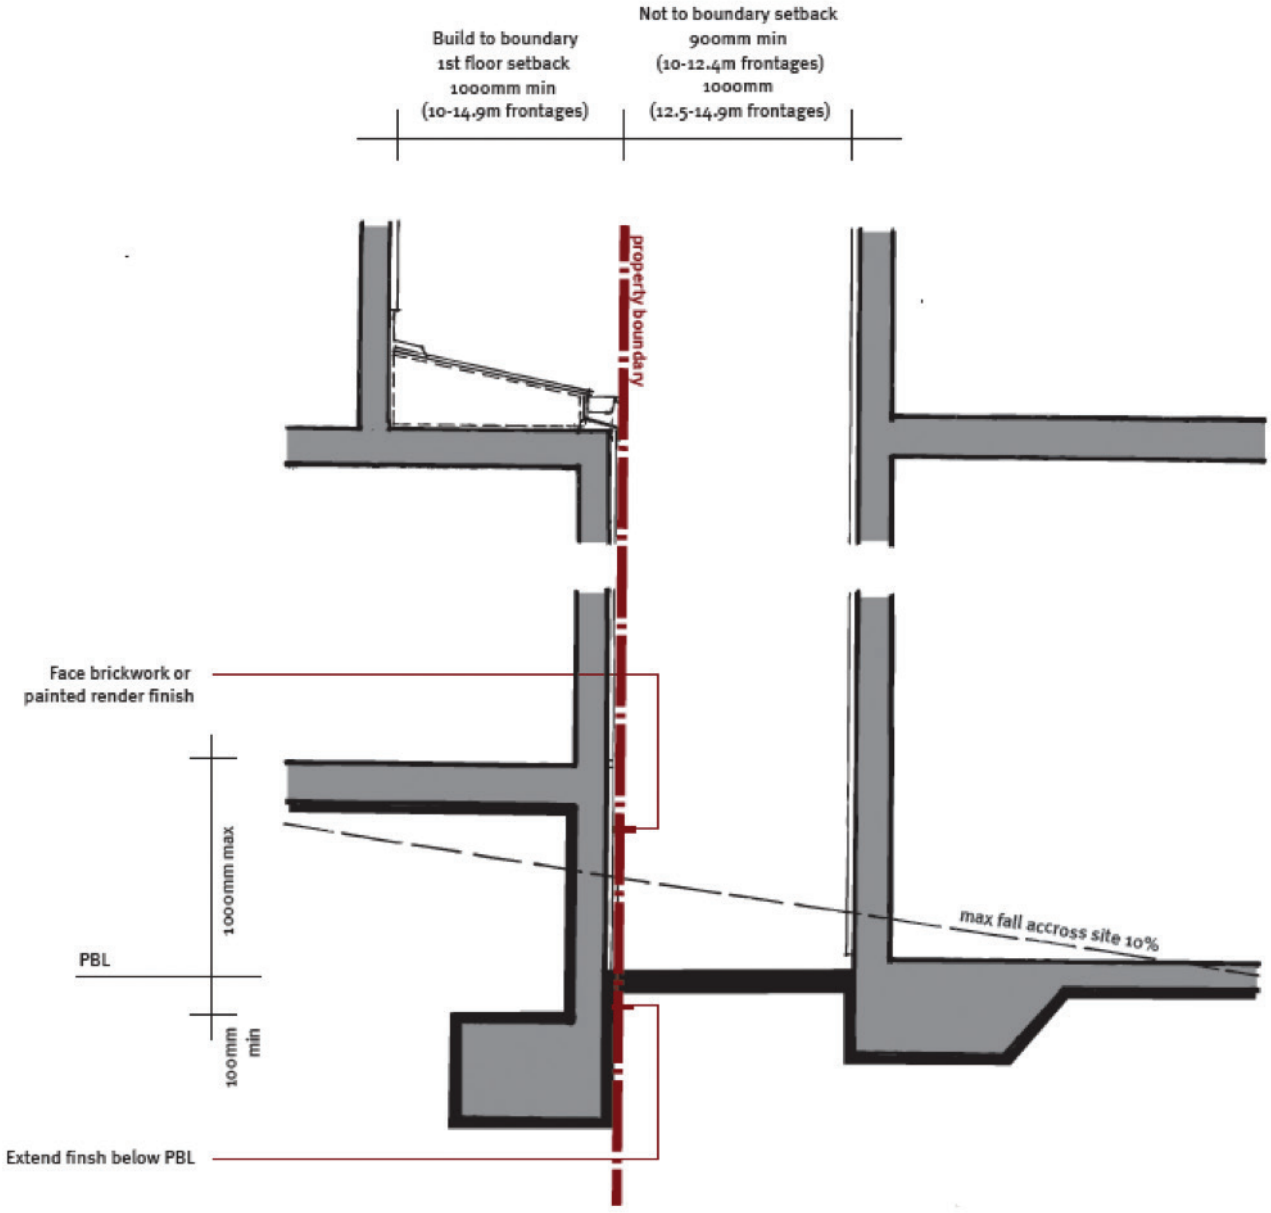 Build to boundary
1st floor setback
1000mm min
(10-14.9m frontages)
Not to boundary setback
900mm min
(10-12.4m frontages)
1000mm
(12.5-14.9m frontages)
property boundary
Face brickwork or
painted render finish
1000mm max
max fall accross site 10%
PBL
100mm
min
Extend finsh below PBL